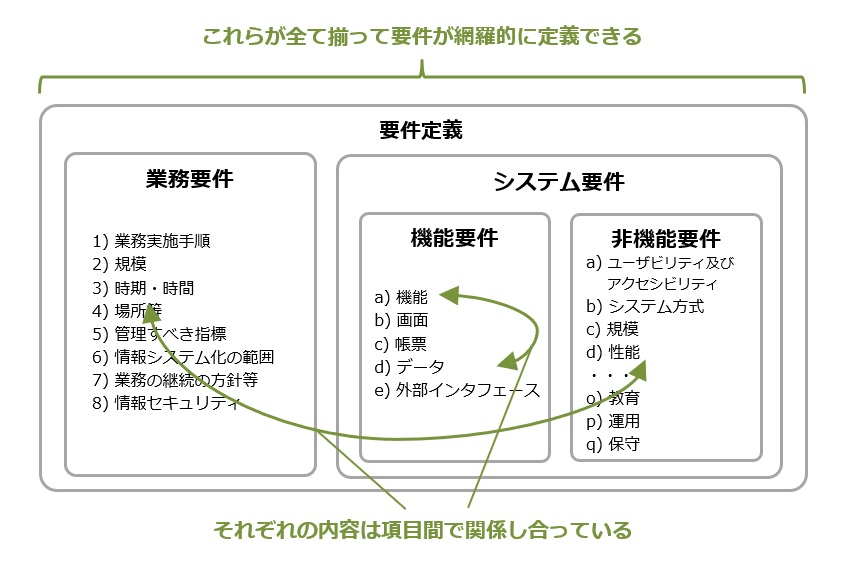 これらが全て揃って要件が網羅的に定義できる
要件定義
業務要件
1) 業務実施手順
2) 規模
3) 時期・時間
4) 場所等
5) 管理すべき指標
6) 情報システム化の範囲
7) 業務の継続の方針等
8) 情報セキュリティ
システム要件
機能要件
a) 機能
b) 画面
c) 帳票
d) データ
e) 外部インタフェース
非機能要件
a) ユーザビリティ及び
アクセシビリティ
b) システム方式
c) 規模
d) 性能
・・・
o) 教育
p) 運用
q) 保守
それぞれの内容は項目間で関係し合っている